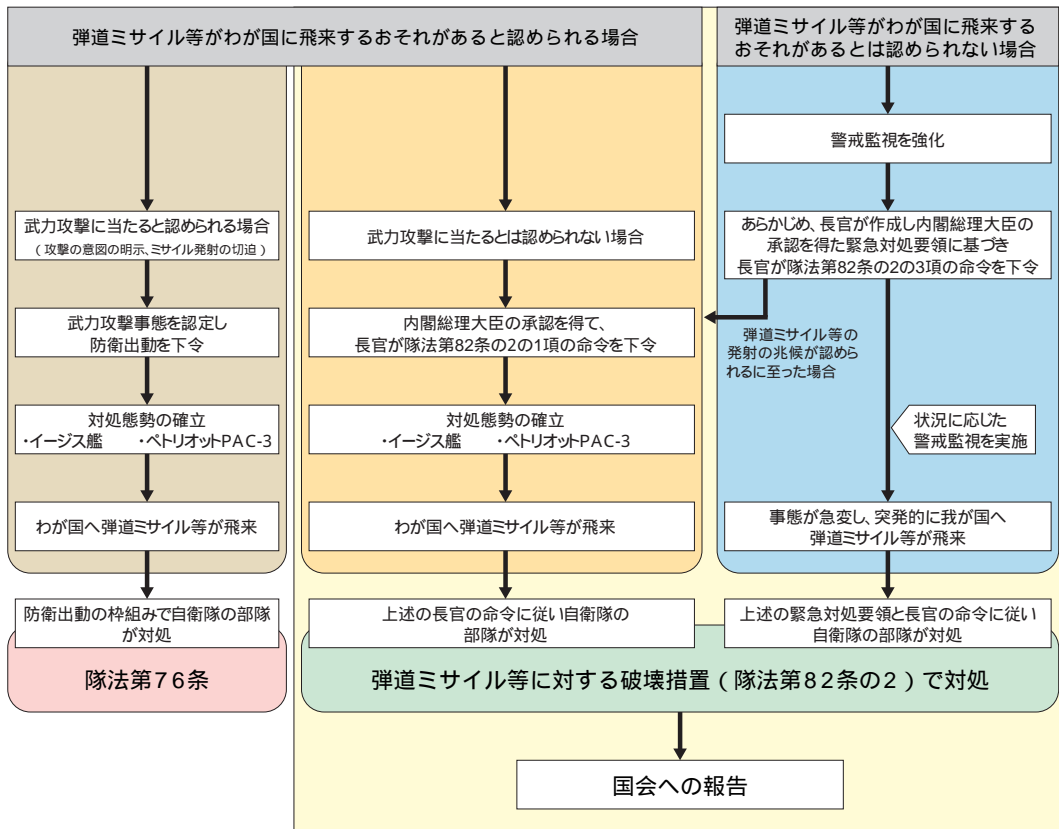 弾道ミサイル等がわが国に飛来するおそれがあると認められる場合
弾道ミサイル等がわが国に飛来する
おそれがあるとは認められない場合
武力攻撃に当たると認められる場合
(攻撃の意図の明示、ミサイル発射の切迫)
武力攻撃事態を認定し
防衛出動を下令
対処態勢の確立
・イージス艦 ・ペトリオットPAC-3
わが国へ弾道ミサイル等が飛来
防衛出動の枠組みで自衛隊の部隊
が対処
隊法第76条
武力攻撃に当たるとは認められない場合
内閣総理大臣の承認を得て、
長官が隊法第82条の2の1項の命令を下令
対処態勢の確立
・イージス艦 ・ペトリオットPAC-3
わが国へ弾道ミサイル等が飛来
上述の長官の命令に従い自衛隊の
部隊が対処
警戒監視を強化
あらかじめ、長官が作成し内閣総理大臣の
承認を得た緊急対処要領に基づき
長官が隊法第82条の2の3項の命令を下令
弾道ミサイル等の
発射の兆候が認め
られるに至った場合
状況に応じた
警戒監視を実施
事態が急変し、突発的に我が国へ
弾道ミサイル等が飛来
上述の緊急対処要領と長官の命令に従い
自衛隊の部隊が対処
弾道ミサイル等に対する破壊措置(隊法第82条の2)で対処
国会への報告